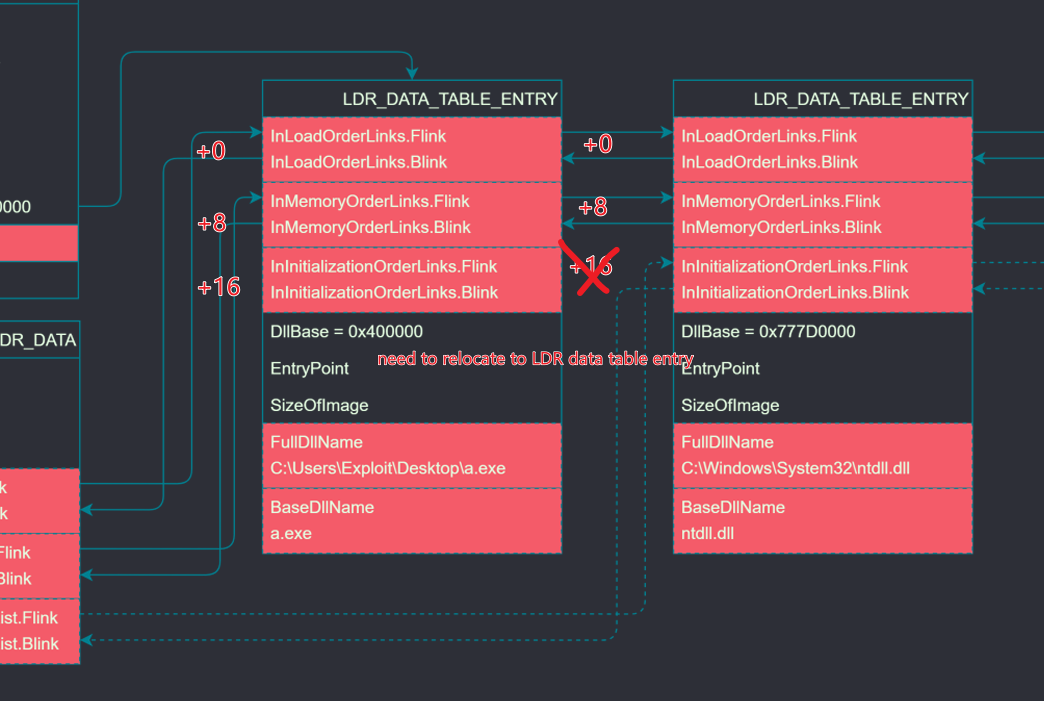 0000
DR_DATA
k
k
Flink
Blink
ist.Flink
ist.Blink
+0
+8
+16
LDR_DATA_TABLE_ENTRY
InLoadOrderLinks.Flink
InLoadOrderLinks.Blink
InMemoryOrderLinks.Flink
InMemoryOrderLinks.Blink
InInitializationOrderLinks.Flink
InInitializationOrderLinks.Blink
DllBase = 0x400000
EntryPoint
SizeOfImage
FullDllName
C:\Users\Exploit\Desktop\a.exe
BaseDllName
a.exe
+0
+8
+16
need to relocate to LDR data table entry
LDR_DATA_TABLE_ENTRY
InLoadOrderLinks.Flink
InLoadOrderLinks.Blink
InMemoryOrderLinks.Flink
InMemoryOrderLinks.Blink
InInitializationOrderLinks.Flink
InInitializationOrderLinks.Blink
DllBase = 0x777D0000
EntryPoint
SizeOfImage
FullDllName
C:\Windows\System32\ntdll.dll
BaseDllName
ntdll.dll